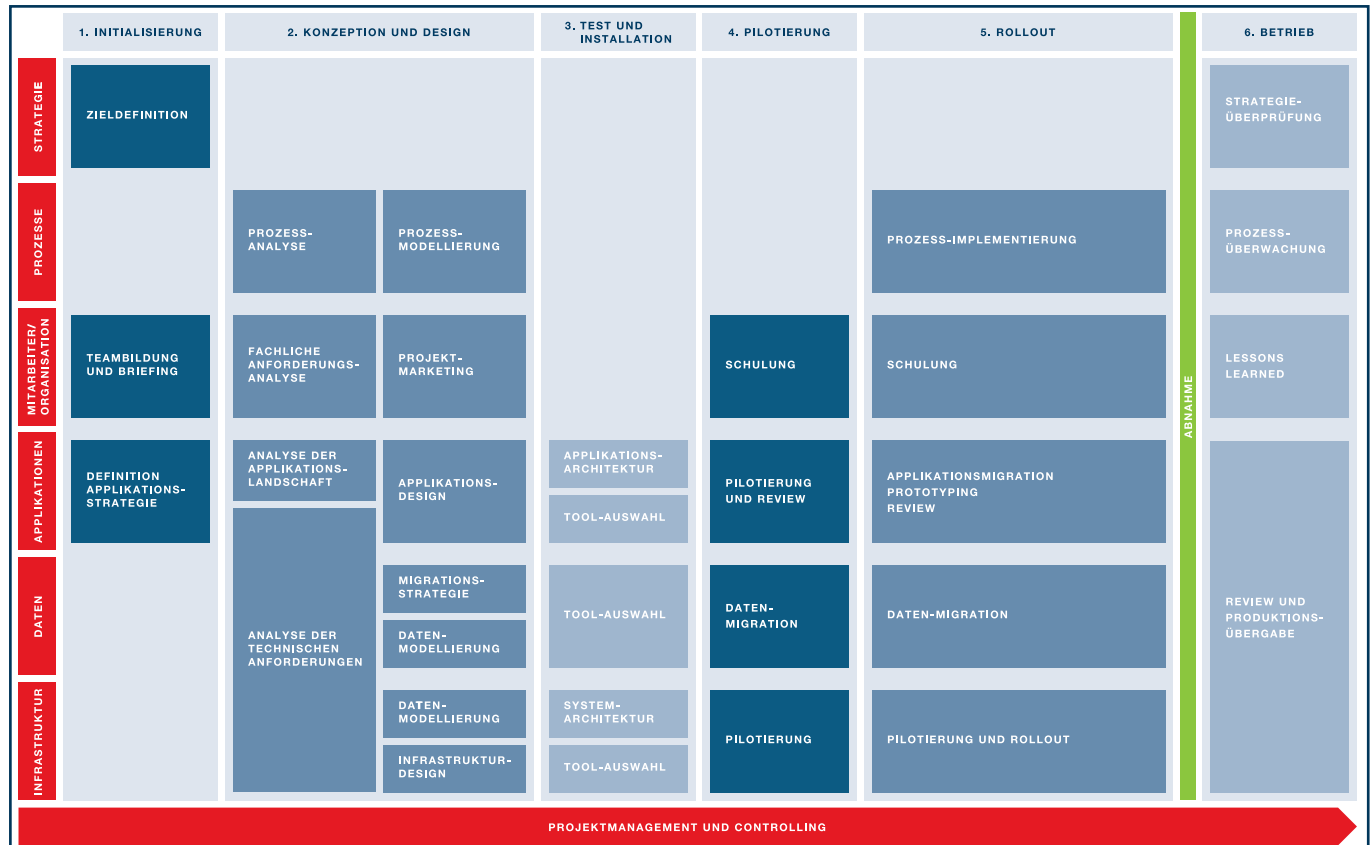 1. INITIALISIERUNG
2. KONZEPTION UND DESIGN
3. TEST UND
INSTALLATION
4. PILOTIERUNG
5. ROLLOUT
6. BETRIEB
STRATEGIE
ZIELDEFINITION
STRATEGIE-
ÜBERPRÜFUNG
PROZESSE
PROZESS-
ANALYSE
PROZESS-
MODELLIERUNG
PROZESS-IMPLEMENTIERUNG
PROZESS-
ÜBERWACHUNG
MITARBEITER/
ORGANISATION
TEAMBILDUNG
UND BRIEFING
FACHLICHE
ANFORDERUNGS-
ANALYSE
PROJEKT-
MARKETING
SCHULUNG
SCHULUNG
ABNAHME
LESSONS
LEARNED
APPLIKATIONEN
DEFINITION
APPLIKATIONS-
STRATEGIE
ANALYSE DER
APPLIKATIONS-
LANDSCHAFT
APPLIKATIONS-
DESIGN
APPLIKATIONS-
ARCHITEKTUR
TOOL-AUSWAHL
PILOTIERUNG
UND REVIEW
APPLIKATIONSMIGRATION
PROTOTYPING
REVIEW
DATEN
ANALYSE DER
TECHNISCHEN
ANFORDERUNGEN
MIGRATIONS-
STRATEGIE
DATEN-
MODELLIERUNG
TOOL-AUSWAHL
DATEN-
MIGRATION
DATEN-MIGRATION
REVIEW UND
PRODUKTIONS-
ÜBERGABE
INFRASTRUKTUR
DATEN-
MODELLIERUNG
INFRASTRUKTUR-
DESIGN
SYSTEM-
ARCHITEKTUR
TOOL-AUSWAHL
PILOTIERUNG
PILOTIERUNG UND ROLLOUT
PROJEKTMANAGEMENT UND CONTROLLING